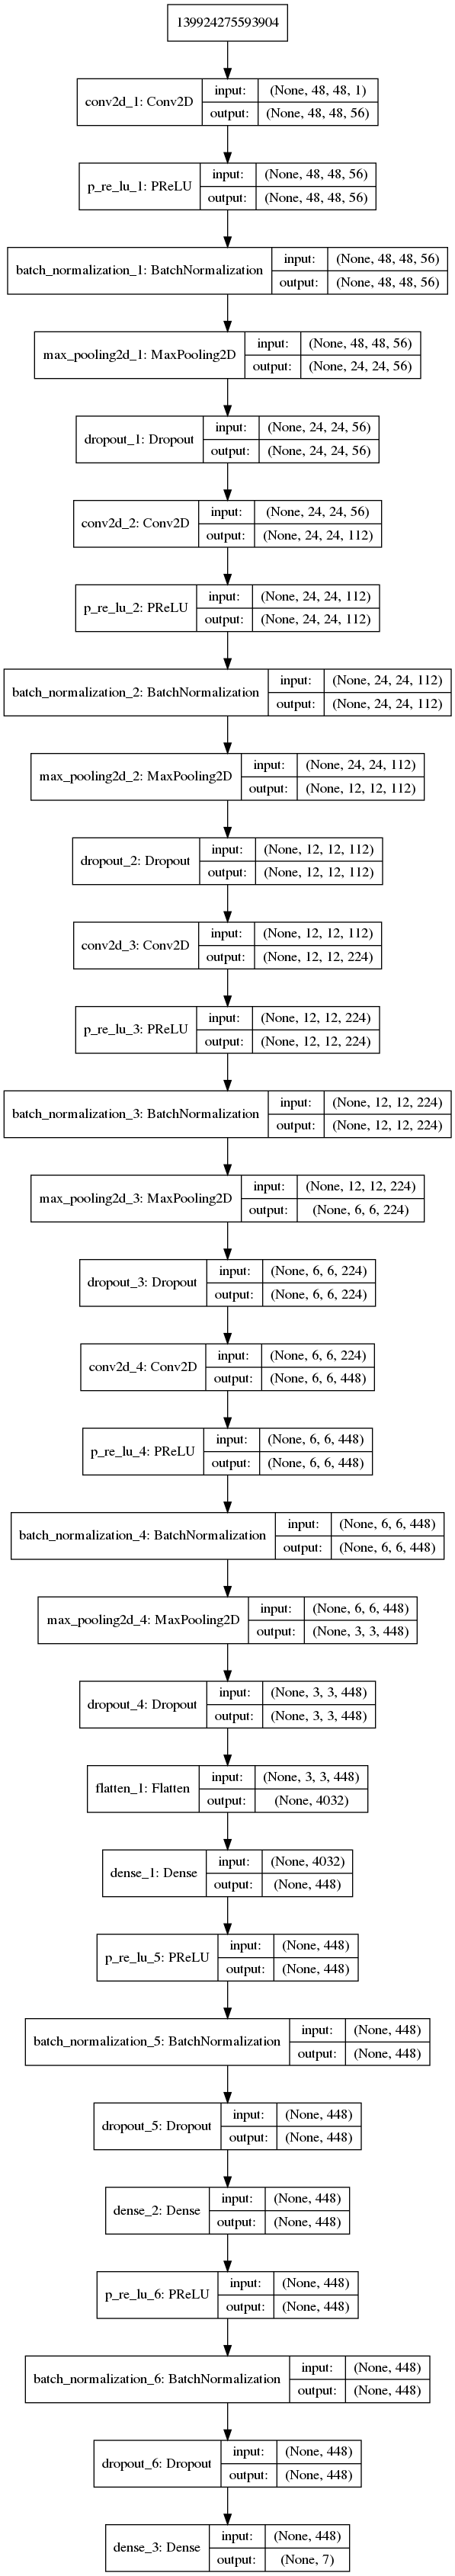 139924275593904
conv2d_1: Conv2D input: (None, 48, 48, 1)
output: (None, 48, 48, 56)
p_re_lu_1: PReLU input: (None, 48, 48, 56)
output: (None, 48, 48, 56)
batch_normalization_1: BatchNormalization input: (None, 48, 48, 56)
output: (None, 48, 48, 56)
max_pooling2d_1: MaxPooling2D input: (None, 48, 48, 56)
output: (None, 24, 24, 56)
dropout_1: Dropout input: (None, 24, 24, 56)
output: (None, 24, 24, 56)
conv2d_2: Conv2D input: (None, 24, 24, 56)
output: (None, 24, 24, 112)
p_re_lu_2: PReLU input: (None, 24, 24, 112)
output: (None, 24, 24, 112)
batch_normalization_2: BatchNormalization input: (None, 24, 24, 112)
output: (None, 24, 24, 112)
max_pooling2d_2: MaxPooling2D input: (None, 24, 24, 112)
output: (None, 12, 12, 112)
dropout_2: Dropout input: (None, 12, 12, 112)
output: (None, 12, 12, 112)
conv2d_3: Conv2D input: (None, 12, 12, 112)
output: (None, 12, 12, 224)
p_re_lu_3: PReLU input: (None, 12, 12, 224)
output: (None, 12, 12, 224)
batch_normalization_3: BatchNormalization input: (None, 12, 12, 224)
output: (None, 12, 12, 224)
max_pooling2d_3: MaxPooling2D input: (None, 12, 12, 224)
output: (None, 6, 6, 224)
dropout_3: Dropout input: (None, 6, 6, 224)
output: (None, 6, 6, 224)
conv2d_4: Conv2D input: (None, 6, 6, 224)
output: (None, 6, 6, 448)
p_re_lu_4: PReLU input: (None, 6, 6, 448)
output: (None, 6, 6, 448)
batch_normalization_4: BatchNormalization input: (None, 6, 6, 448)
output: (None, 6, 6, 448)
max_pooling2d_4: MaxPooling2D input: (None, 6, 6, 448)
output: (None, 3, 3, 448)
dropout_4: Dropout input: (None, 3, 3, 448)
output: (None, 3, 3, 448)
flatten_1: Flatten input: (None, 3, 3, 448)
output: (None, 4032)
dense_1: Dense input: (None, 4032)
output: (None, 448)
p_re_lu_5: PReLU input: (None, 448)
output: (None, 448)
batch_normalization_5: BatchNormalization input: (None, 448)
output: (None, 448)
dropout_5: Dropout input: (None, 448)
output: (None, 448)
dense_2: Dense input: (None, 448)
output: (None, 448)
p_re_lu_6: PReLU input: (None, 448)
output: (None, 448)
batch_normalization_6: BatchNormalization input: (None, 448)
output: (None, 448)
dropout_6: Dropout input: (None, 448)
output: (None, 448)
dense_3: Dense input: (None, 448)
output: (None, 7)